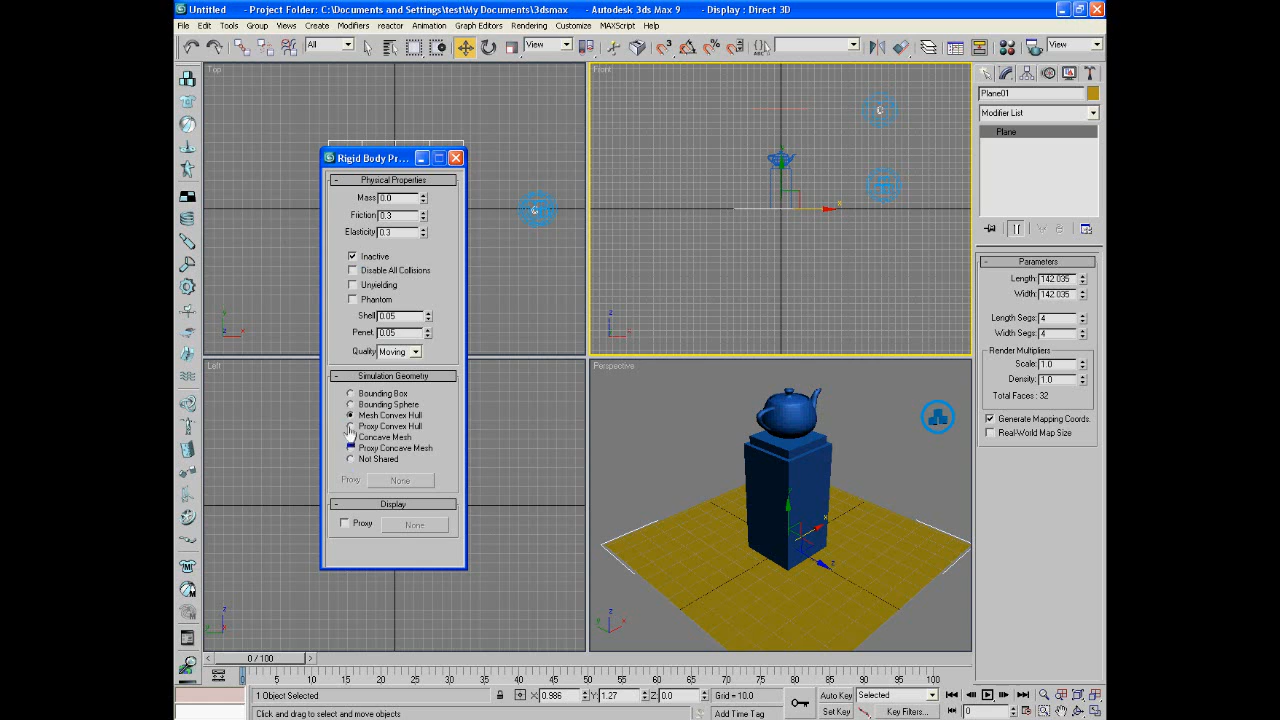 Untitled - Project Folder: C:\Documents and Settings\test\My Documents\3dsmax - Autodesk 3ds Max 9 - Display : Direct 3D
File Edit Tools Group Views Create Modifiers reactor Animation Graph Editors Rendering Customize MAXScript Help
All View View
Top
Front
Left
Perspective
Rigid Body Pr...
- Physical Properties
Mass 0.0
Friction 0.3
Elasticity 0.3
Inactive
Disable All Collisions
Unyielding
Phantom
Shell 0.05
Penet. 0.05
Quality Moving
- Simulation Geometry
Bounding Box
Bounding Sphere
Mesh Convex Hull
Proxy Convex Hull
Concave Mesh
Proxy Concave Mesh
Not Shared
Proxy None
- Display
Proxy None
Plane01
Modifier List
Plane
- Parameters
Length: 142.035
Width: 142.035
Length Segs: 4
Width Segs: 4
Render Multipliers
Scale: 1.0
Density: 1.0
Total Faces : 32
Generate Mapping Coords.
Real-World Map Size
< 0 / 100 >
0 5 10 15 20 25 30 35 40 45 50 55 60 65 70 75 80 85 90 95 100
1 Object Selected X: 0.986 Y: 1.27 Z: 0.0 Grid = 10.0 Auto Key Selected
Click and drag to select and move objects Add Time Tag Set Key Key Filters... 0